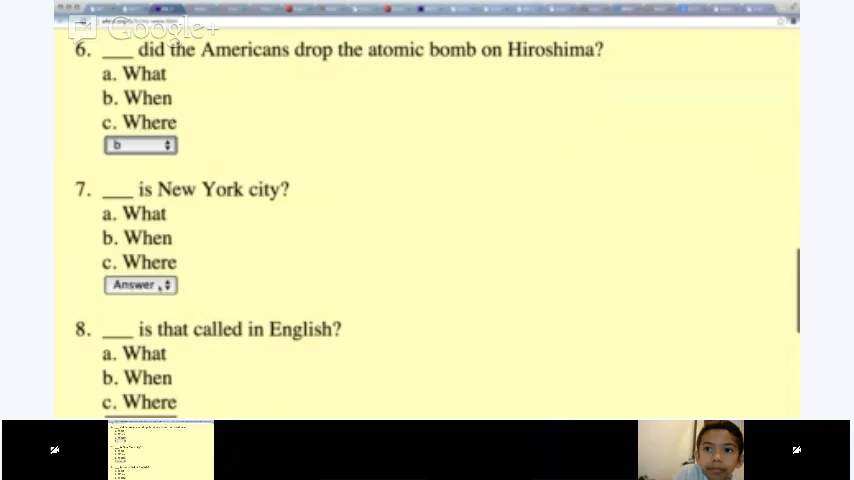 Google+
6. ___ did the Americans drop the atomic bomb on Hiroshima?
a. What
b. When
c. Where
b
7. ___ is New York city?
a. What
b. When
c. Where
Answer
8. ___ is that called in English?
a. What
b. When
c. Where